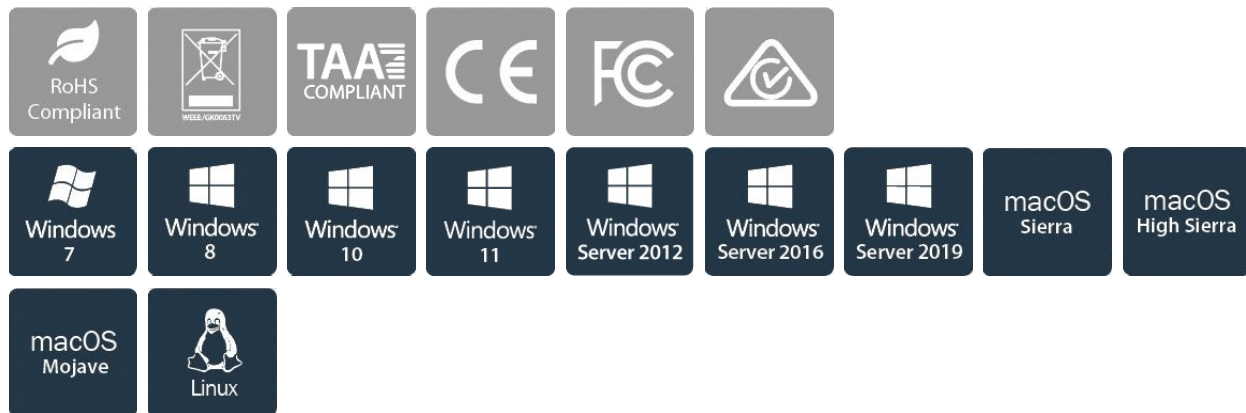 RoHS
Compliant
WEEE/GK0063TV
TAA
COMPLIANT
CE
FC
Windows
7
Windows
8
Windows
10
Windows
11
Windows
Server 2012
Windows
Server 2016
Windows
Server 2019
macOS
Sierra
macOS
High Sierra
macOS
Mojave
Linux